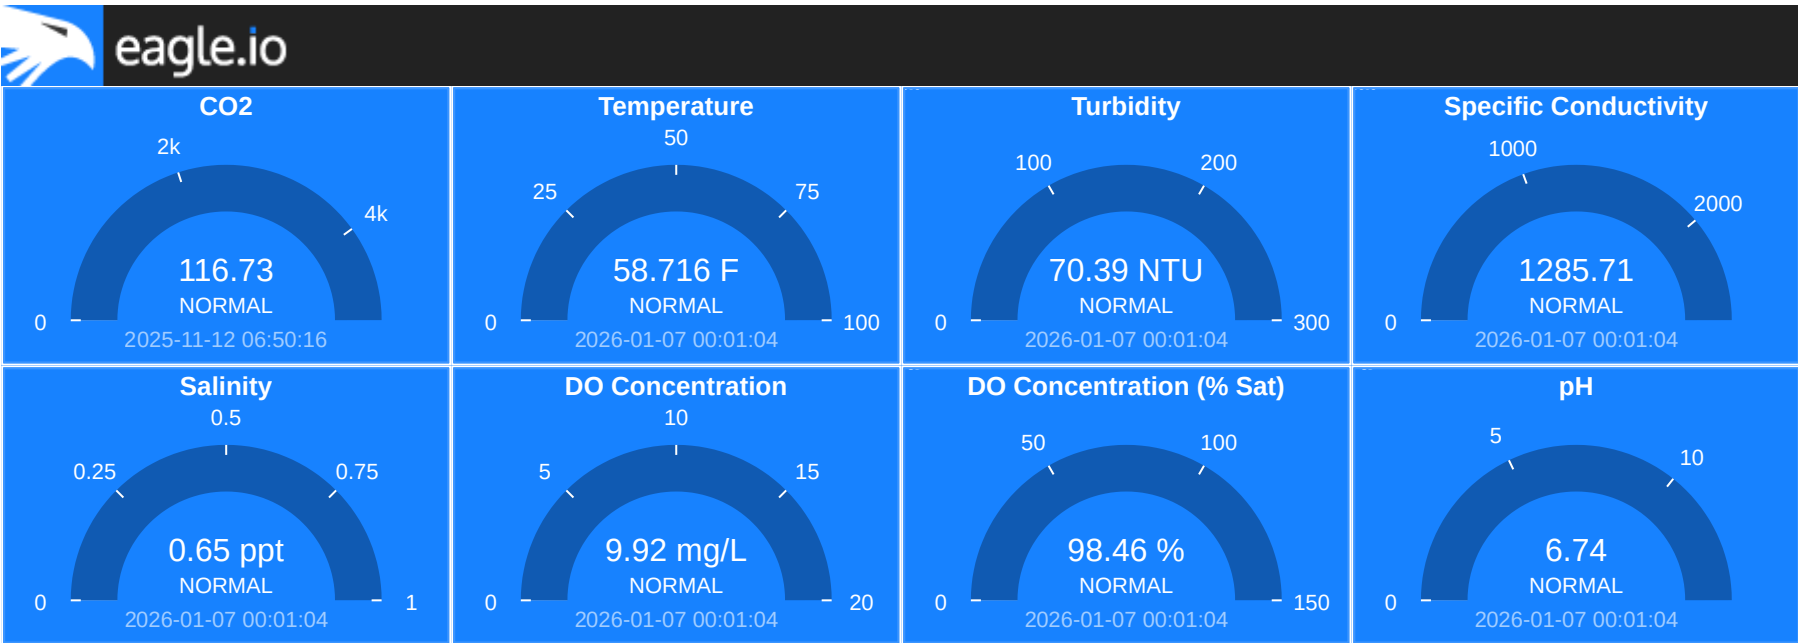 eagle.io
CO2
2k
4k
0
116.73
NORMAL
2025-11-12 06:50:16
Temperature
50
25
75
0
100
58.716 F
NORMAL
2026-01-07 00:01:04
Turbidity
100
200
0
300
70.39 NTU
NORMAL
2026-01-07 00:01:04
Specific Conductivity
1000
2000
0
1285.71
NORMAL
2026-01-07 00:01:04
Salinity
0.5
0.25
0.75
0
1
0.65 ppt
NORMAL
2026-01-07 00:01:04
DO Concentration
10
5
15
0
20
9.92 mg/L
NORMAL
2026-01-07 00:01:04
DO Concentration (% Sat)
50
100
0
150
98.46 %
NORMAL
2026-01-07 00:01:04
pH
5
10
0
6.74
NORMAL
2026-01-07 00:01:04